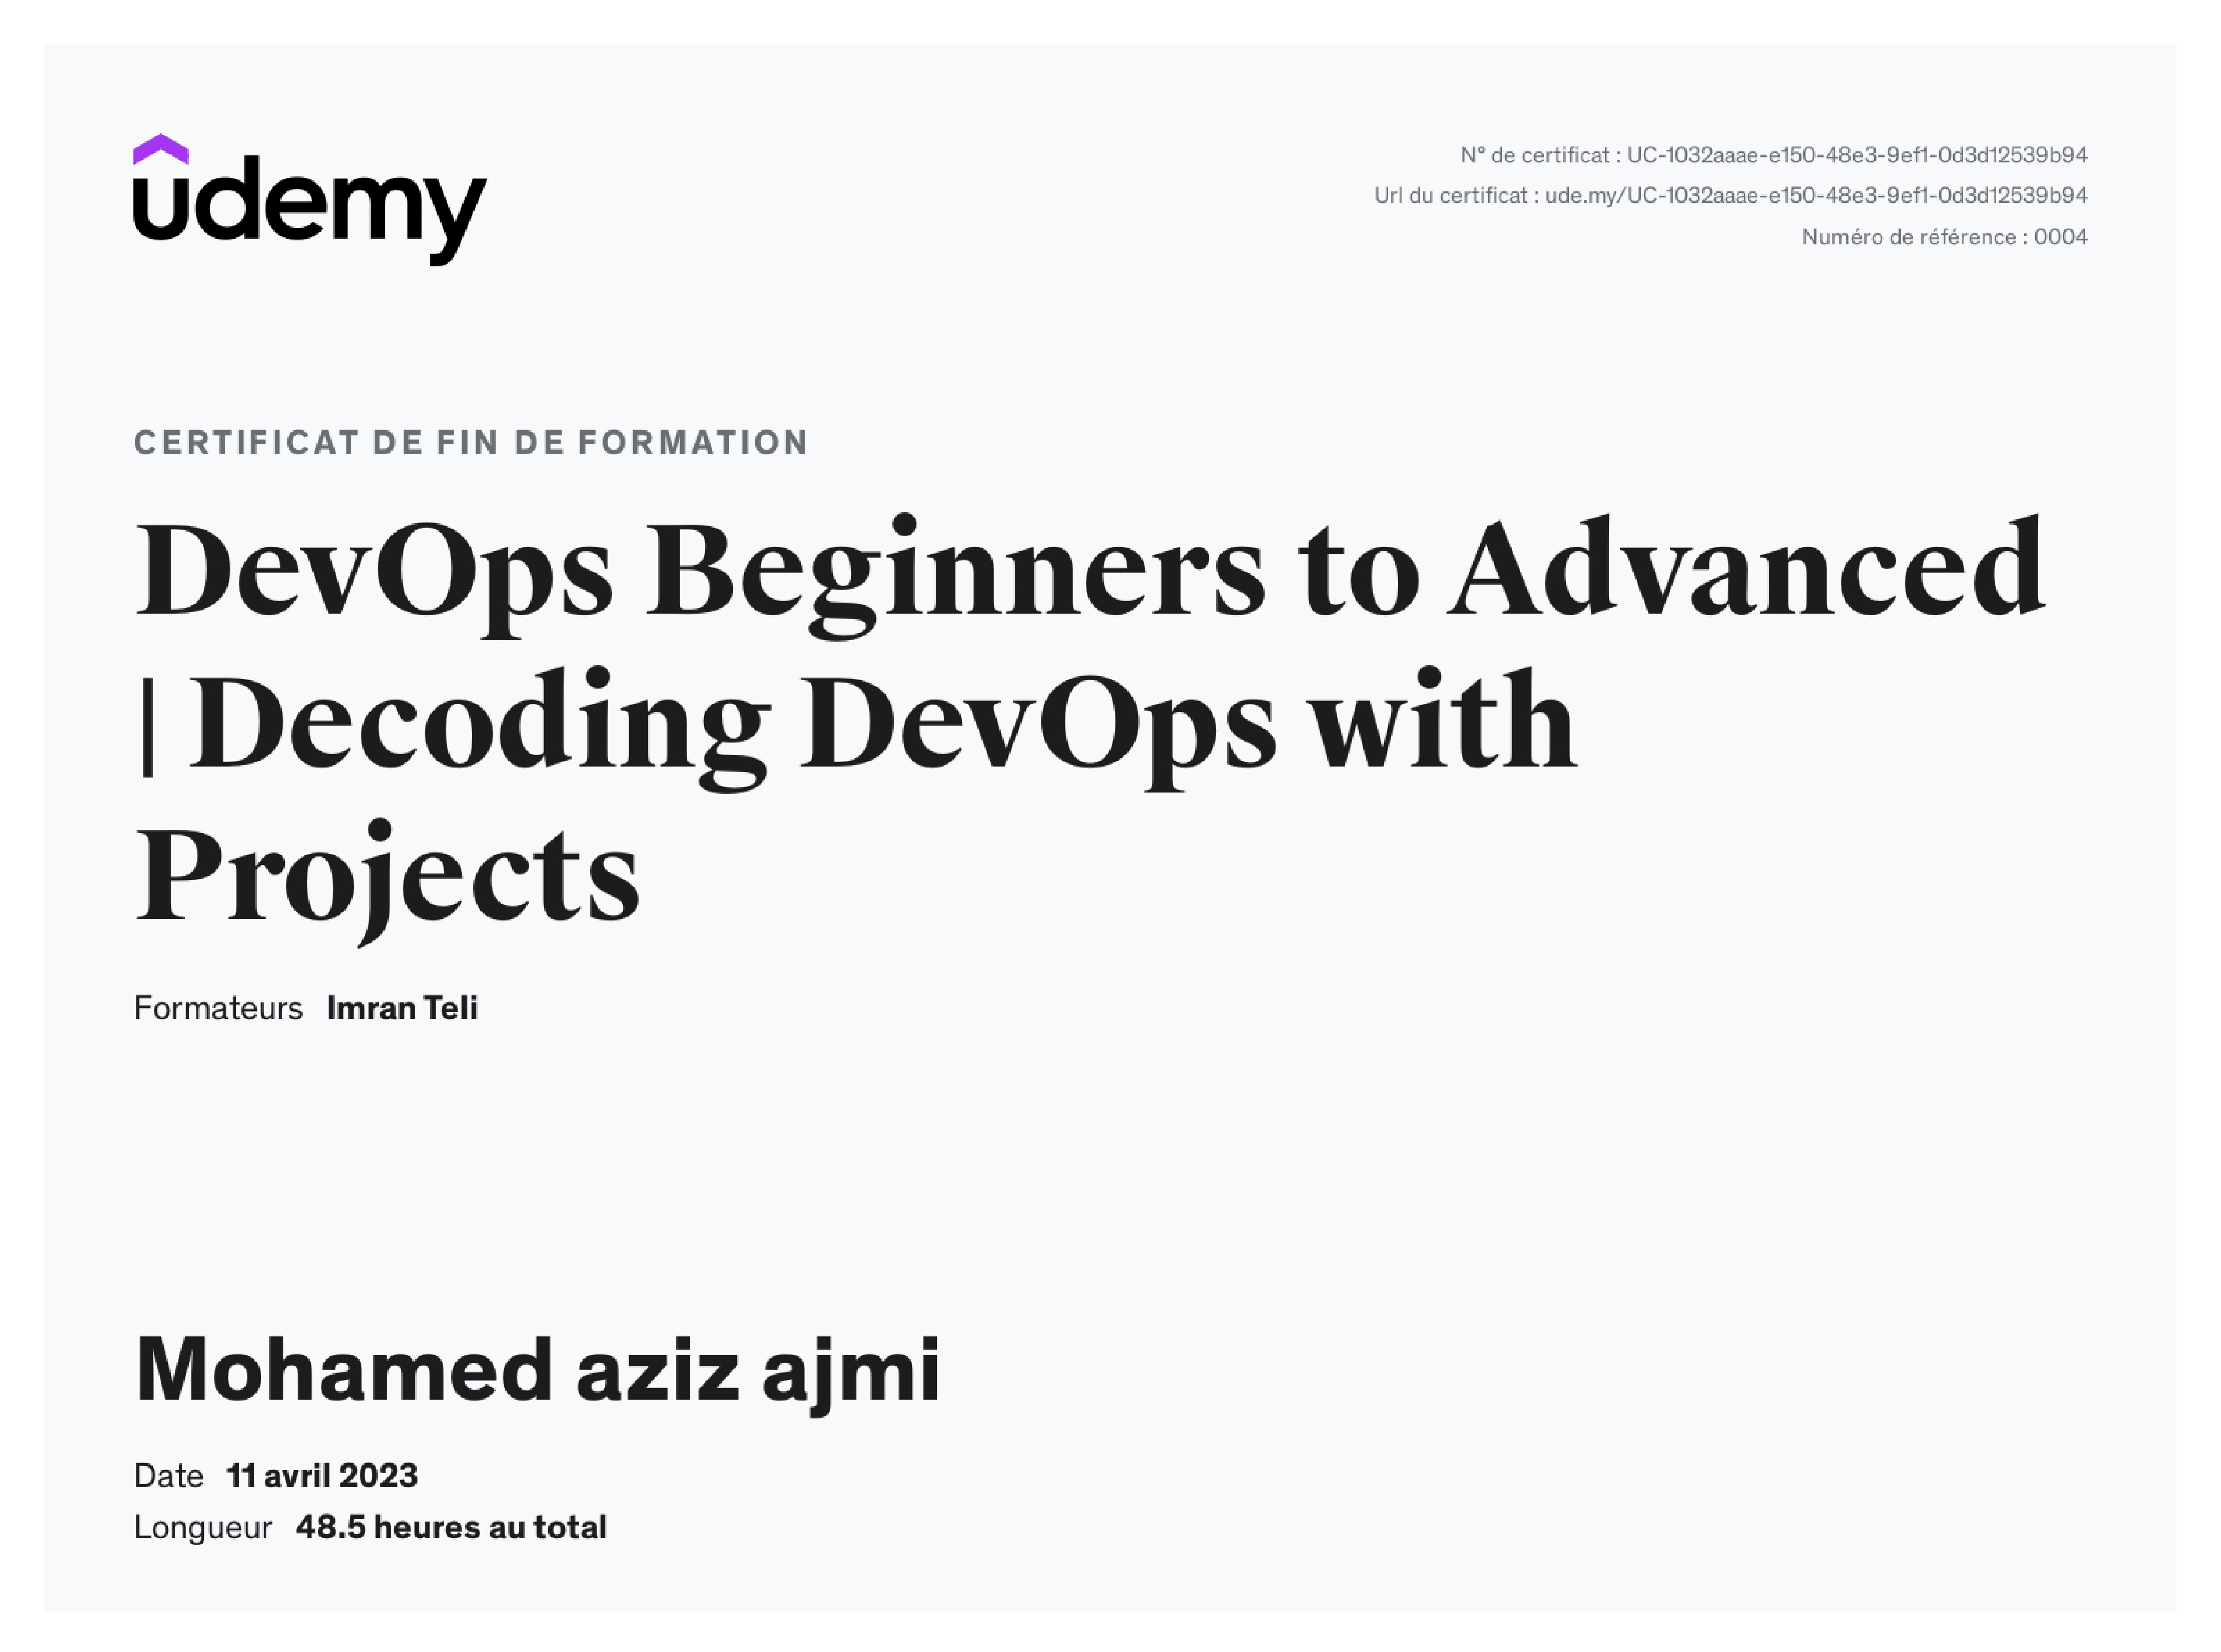 udemy
N° de certificat : UC-1032aaae-e150-48e3-9ef1-0d3d12539b94
Url du certificat : ude.my/UC-1032aaae-e150-48e3-9ef1-0d3d12539b94
Numéro de référence : 0004
CERTIFICAT DE FIN DE FORMATION
DevOps Beginners to Advanced
| Decoding DevOps with
Projects
Formateurs Imran Teli
Mohamed aziz ajmi
Date 11 avril 2023
Longueur 48.5 heures au total